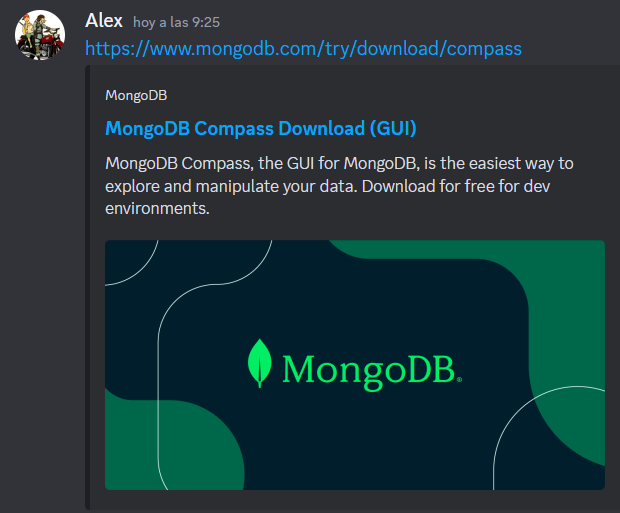 Alex hoy a las 9:25
https://www.mongodb.com/try/download/compass
MongoDB
MongoDB Compass Download (GUI)
MongoDB Compass, the GUI for MongoDB, is the easiest way to
explore and manipulate your data. Download for free for dev
environments.
MongoDB®